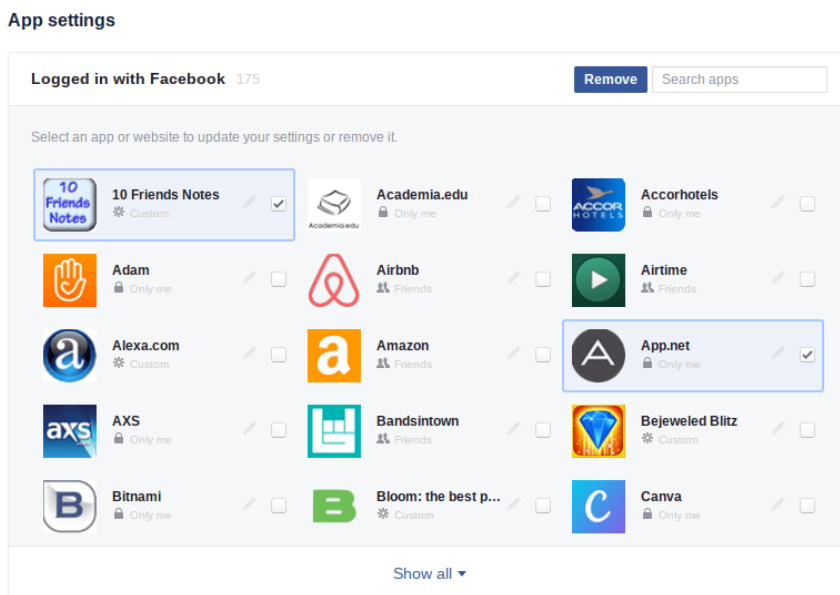 App settings
Logged in with Facebook 175
Remove
Search apps
Select an app or website to update your settings or remove it.
10
Friends
Notes
10 Friends Notes
Custom
Academia.edu
Academia.edu
Only me
ACCOR
HOTELS
Accorhotels
Only me
Adam
Only me
Airbnb
Friends
Airtime
Friends
a
Alexa.com
Custom
a
Amazon
Friends
App.net
Only me
axs
AXS
Only me
Bandsintown
Friends
Bejeweled Blitz
Custom
B
Bitnami
Only me
B
Bloom: the best p...
Custom
C
Canva
Only me
Show all